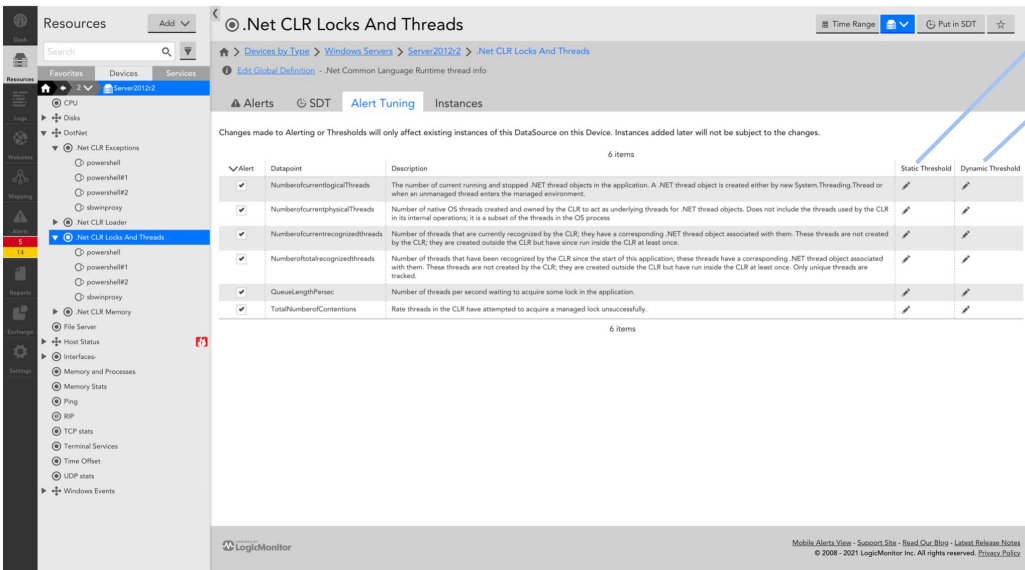 Dash
Resources
Logs
Websites
Mapping
Alerts
5
14
Reports
Exchange
Settings
Resources
Add
Search
Favorites Devices Services
2 Server2012r2
CPU
Disks
DotNet
.Net CLR Exceptions
powershell
powershell#1
powershell#2
sbwinproxy
.Net CLR Loader
.Net CLR Locks And Threads
powershell
powershell#1
powershell#2
sbwinproxy
.Net CLR Memory
File Server
Host Status
Interfaces-
Memory and Processes
Memory Stats
Ping
RIP
TCP stats
Terminal Services
Time Offset
UDP stats
Windows Events
.Net CLR Locks And Threads
Time Range
Put in SDT
Devices by Type > Windows Servers > Server2012r2 > .Net CLR Locks And Threads
Edit Global Definition - .Net Common Language Runtime thread info
Alerts SDT Alert Tuning Instances
Changes made to Alerting or Thresholds will only affect existing instances of this DataSource on this Device. Instances added later will not be subject to the changes.
6 items
Alert Datapoint Description Static Threshold Dynamic Threshold
NumberofcurrentlogicalThreads The number of current running and stopped .NET thread objects in the application. A .NET thread object is created either by new System.Threading.Thread or
when an unmanaged thread enters the managed environment.
NumberofcurrentphysicalThreads Number of native OS threads created and owned by the CLR to act as underlying threads for .NET thread objects. Does not include the threads used by the CLR
in its internal operations; it is a subset of the threads in the OS process
Numberofcurrentrecognizedthreads Number of threads that are currently recognized by the CLR; they have a corresponding .NET thread object associated with them. These threads are not created
by the CLR; they are created outside the CLR but have since run inside the CLR at least once.
Numberoftotalrecognizedthreads Number of threads that have been recognized by the CLR since the start of this application; these threads have a corresponding .NET thread object associated
with them. These threads are not created by the CLR; they are created outside the CLR but have run inside the CLR at least once. Only unique threads are
tracked.
QueueLengthPersec Number of threads per second waiting to acquire some lock in the application.
TotalNumberofContentions Rate threads in the CLR have attempted to acquire a managed lock unsuccessfully.
6 items
POWERED BY
LogicMonitor
Mobile Alerts View - Support Site - Read Our Blog - Latest Release Notes
© 2008 - 2021 LogicMonitor Inc. All rights reserved. Privacy Policy